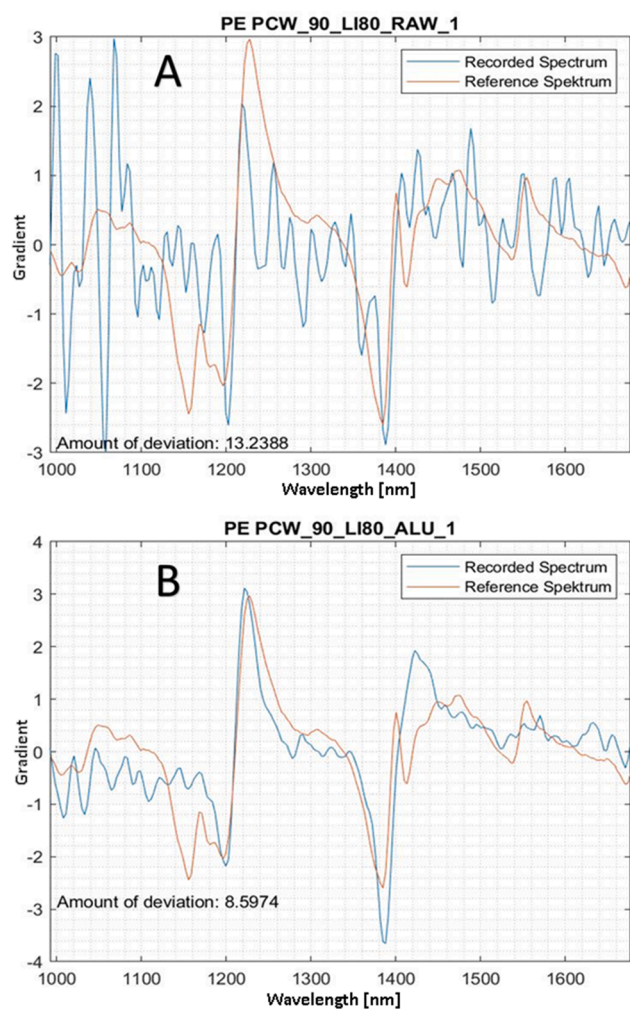 PE PCW_90_LI80_RAW_1
A
Recorded Spectrum
Reference Spektrum
3
2
1
0
-1
-2
-3
Gradient
Amount of deviation: 13.2388
1000 1100 1200 1300 1400 1500 1600
Wavelength [nm]
PE PCW_90_LI80_ALU_1
B
Recorded Spectrum
Reference Spektrum
4
3
2
1
0
-1
-2
-3
-4
Gradient
Amount of deviation: 8.5974
1000 1100 1200 1300 1400 1500 1600
Wavelength [nm]